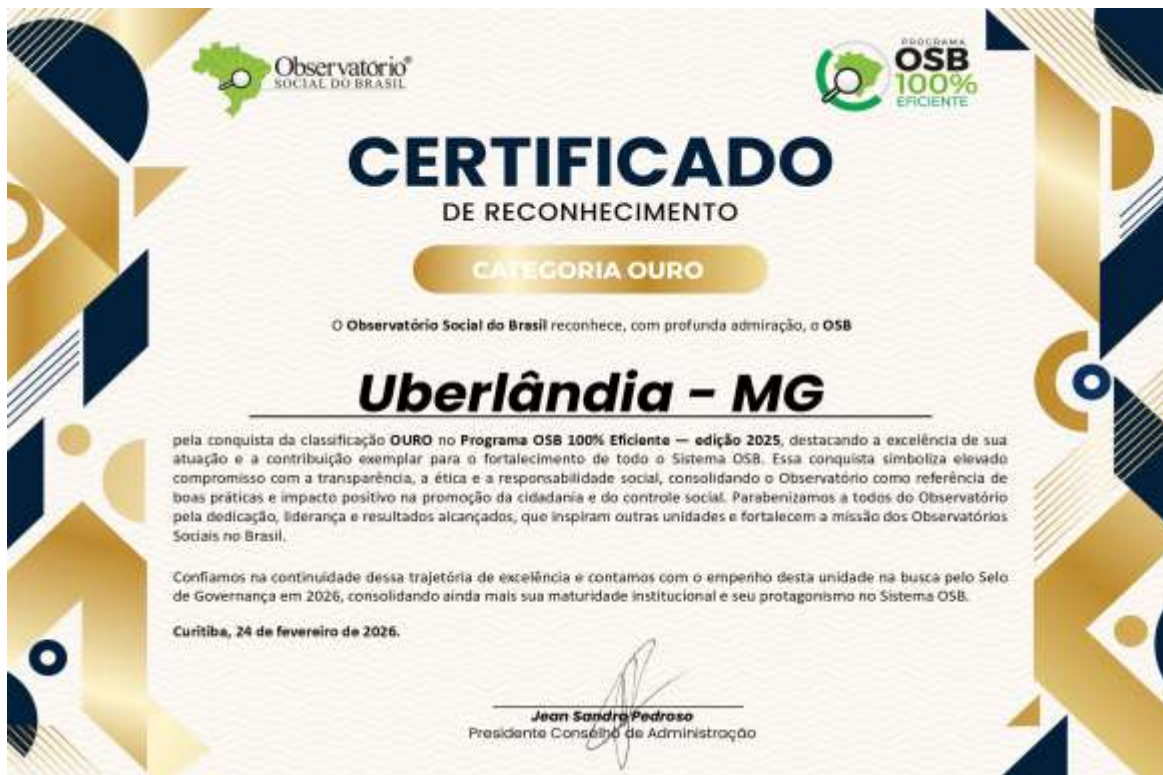 Observatório®
SOCIAL DO BRASIL
PROGRAMA
OSB
100%
EFICIENTE
CERTIFICADO
DE RECONHECIMENTO
CATEGORIA OURO
O Observatório Social do Brasil reconhece, com profunda admiração, o OSB
Uberlândia - MG
pela conquista da classificação OURO no Programa OSB 100% Eficiente — edição 2025, destacando a excelência de sua
atuação e a contribuição exemplar para o fortalecimento de todo o Sistema OSB. Essa conquista simboliza elevado
compromisso com a transparência, a ética e a responsabilidade social, consolidando o Observatório como referência de
boas práticas e impacto positivo na promoção da cidadania e do controle social. Parabenizamos a todos do Observatório
pela dedicação, liderança e resultados alcançados, que inspiram outras unidades e fortalecem a missão dos Observatórios
Sociais no Brasil.
Confiamos na continuidade dessa trajetória de excelência e contamos com o empenho desta unidade na busca pelo Selo
de Governança em 2026, consolidando ainda mais sua maturidade institucional e seu protagonismo no Sistema OSB.
Curitiba, 24 de fevereiro de 2026.
Jean Sandro Pedroso
Presidente Conselho de Administração